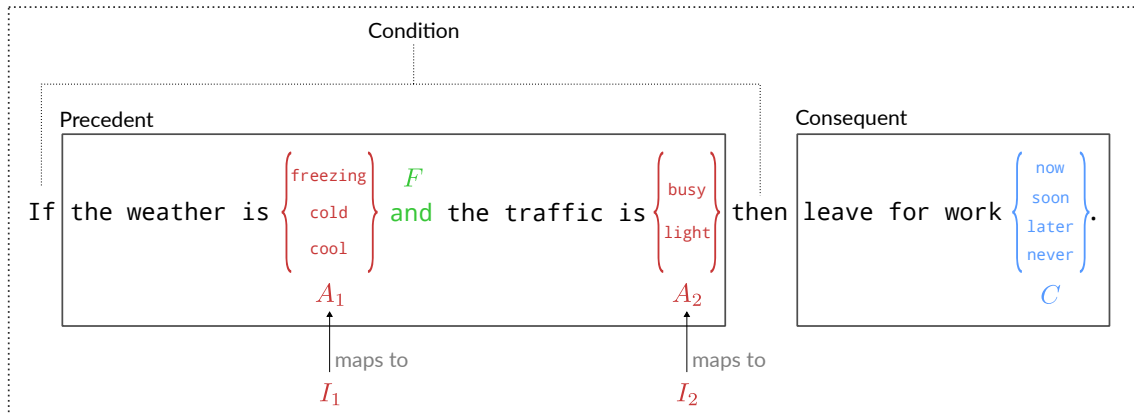 Condition
Precedent
Consequent
If the weather is { freezing cold cool } and the traffic is { busy light } then leave for work { now soon later never } .
F
A₁
A₂
C
maps to
maps to
I₁
I₂